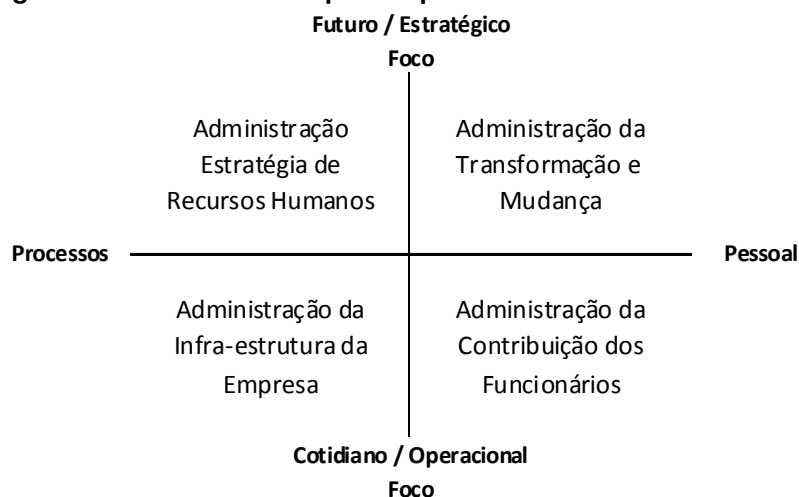 Futuro / Estratégico
Foco
Administração
Estratégia de
Recursos Humanos
Administração da
Transformação e
Mudança
Processos
Pessoal
Administração da
Infra-estrutura da
Empresa
Administração da
Contribuição dos
Funcionários
Cotidiano / Operacional
Foco